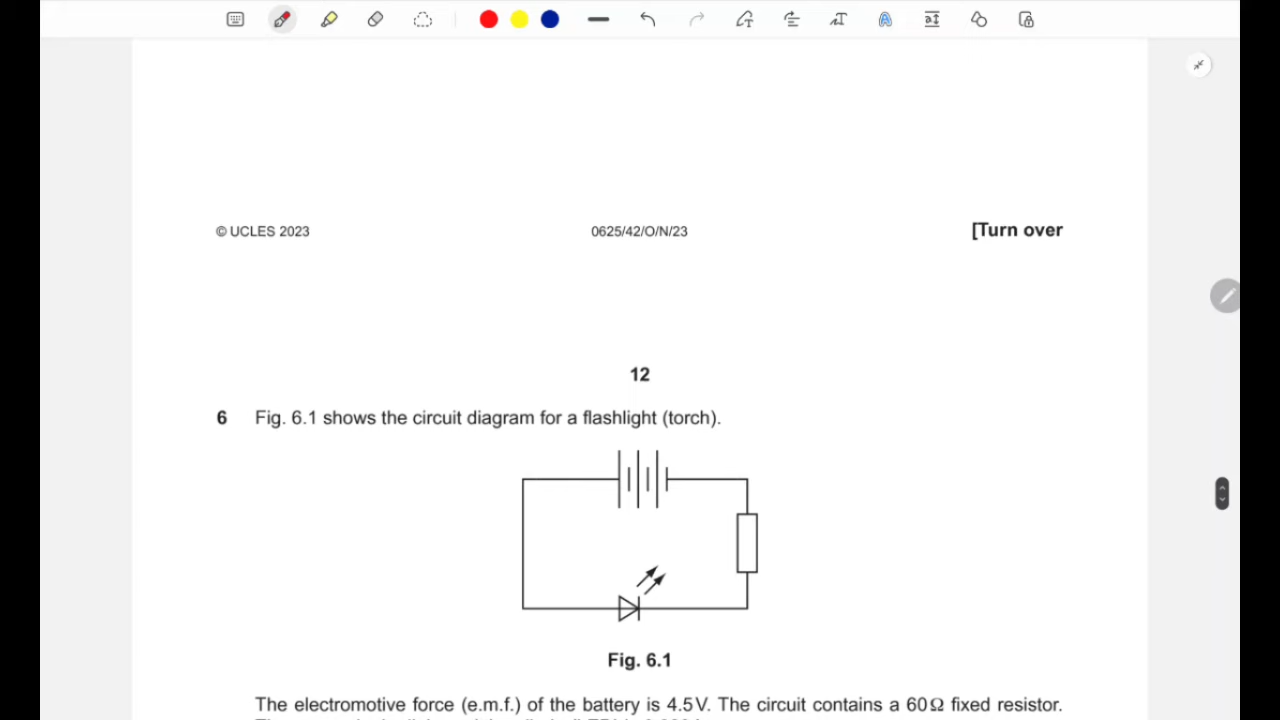 © UCLES 2023 0625/42/O/N/23 [Turn over
12
6 Fig. 6.1 shows the circuit diagram for a flashlight (torch).
Fig. 6.1
The electromotive force (e.m.f.) of the battery is 4.5V. The circuit contains a 60Ω fixed resistor.